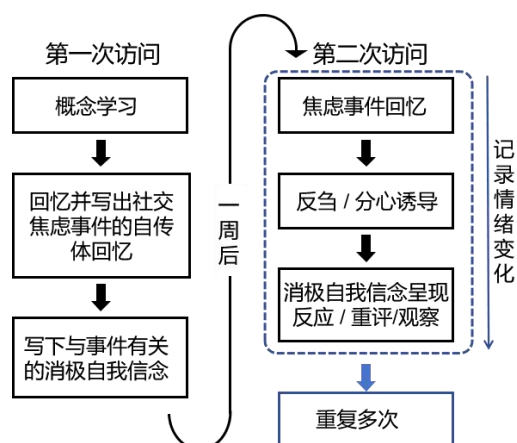 第一次访问
概念学习
回忆并写出社交
焦虑事件的自传
体回忆
写下与事件有关
的消极自我信念
一周后
第二次访问
焦虑事件回忆
反刍 / 分心诱导
消极自我信念呈现
反应 / 重评/观察
重复多次
记录情绪变化